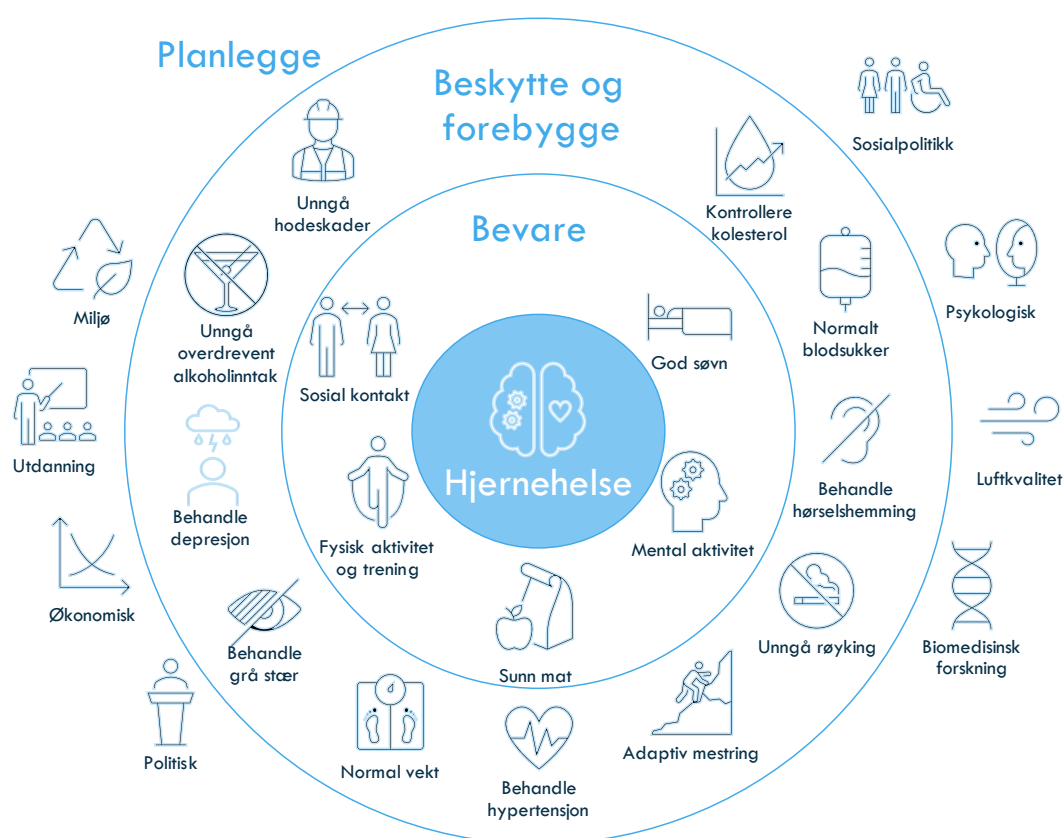 Planlegge
Beskytte og
forebygge
Sosialpolitikk
Unngå
hodeskader
Kontrollere
kolesterol
Bevare
Miljø
Unngå
overdrevent
alkoholinntak
Sosial kontakt
God søvn
Normalt
blodsukker
Psykologisk
Utdanning
Behandle
depresjon
Fysisk aktivitet
og trening
Hjernehelse
Mental aktivitet
Behandle
hørselshemming
Luftkvalitet
Økonomisk
Behandle
grå stær
Sunn mat
Unngå røyking
Biomedisinsk
forskning
Politisk
Normal vekt
Behandle
hypertensjon
Adaptiv mestring